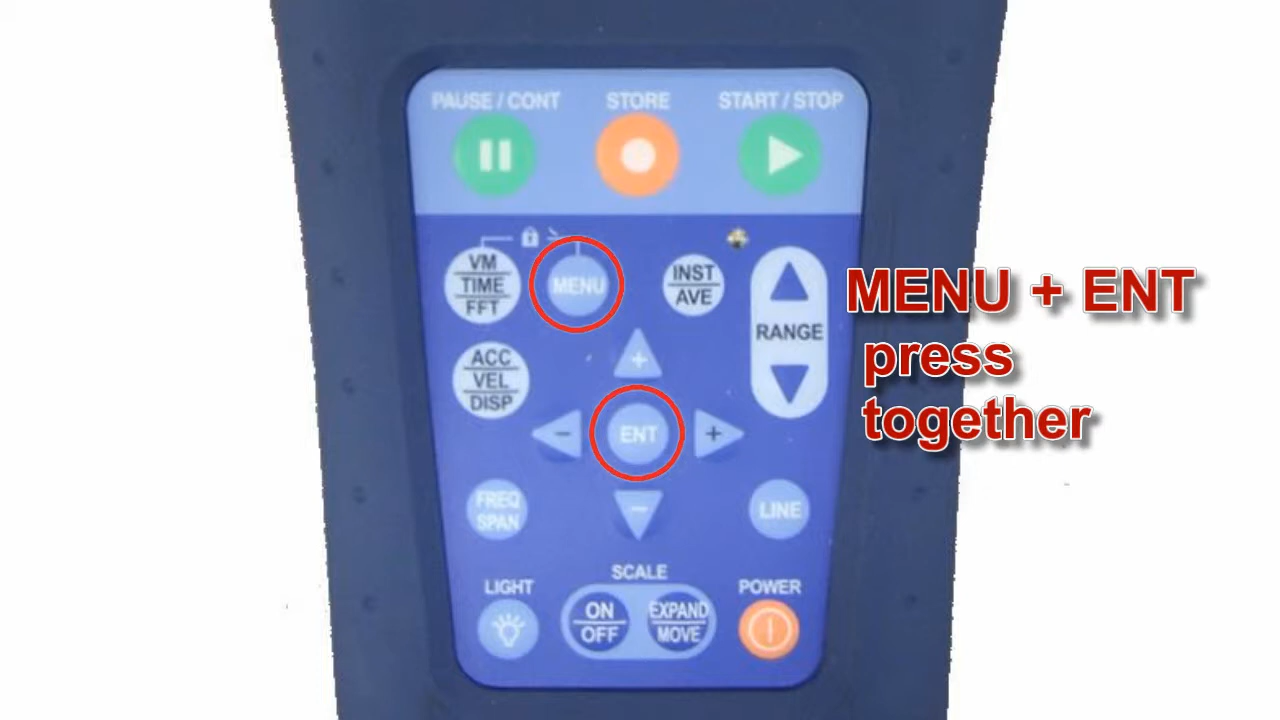 PAUSE / CONT
STORE
START / STOP
VM
TIME
FFT
MENU
INST
AVE
RANGE
MENU + ENT
press
together
ACC
VEL
DISP
+
−
ENT
+
−
FREQ
SPAN
LINE
LIGHT
SCALE
POWER
ON
OFF
EXPAND
MOVE